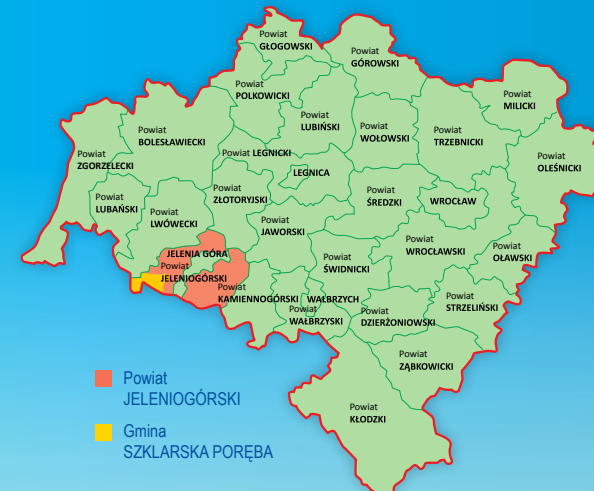 Powiat
GŁOGOWSKI
Powiat
GÓROWSKI
Powiat
POLKOWICKI
Powiat
MILICKI
Powiat
LUBIŃSKI
Powiat
BOLESŁAWIECKI
Powiat
WOŁOWSKI
Powiat
TRZEBNICKI
Powiat
ZGORZELECKI
Powiat LEGNICKI
Powiat
OLEŚNICKI
LEGNICA
Powiat
ZŁOTORYJSKI
Powiat
ŚREDZKI
WROCŁAW
Powiat
LUBAŃSKI
Powiat
LWÓWECKI
Powiat
JAWORSKI
Powiat
WROCŁAWSKI
Powiat
OŁAWSKI
JELENIA GÓRA
Powiat
JELENIOGÓRSKI
Powiat
ŚWIDNICKI
Powiat
KAMIENNOGÓRSKI
WAŁBRZYCH
Powiat
STRZELIŃSKI
Powiat
WAŁBRZYSKI
Powiat
DZIERŻONIOWSKI
Powiat
ZĄBKOWICKI
Powiat
KŁODZKI
Powiat
JELENIOGÓRSKI
Gmina
SZKLARSKA PORĘBA